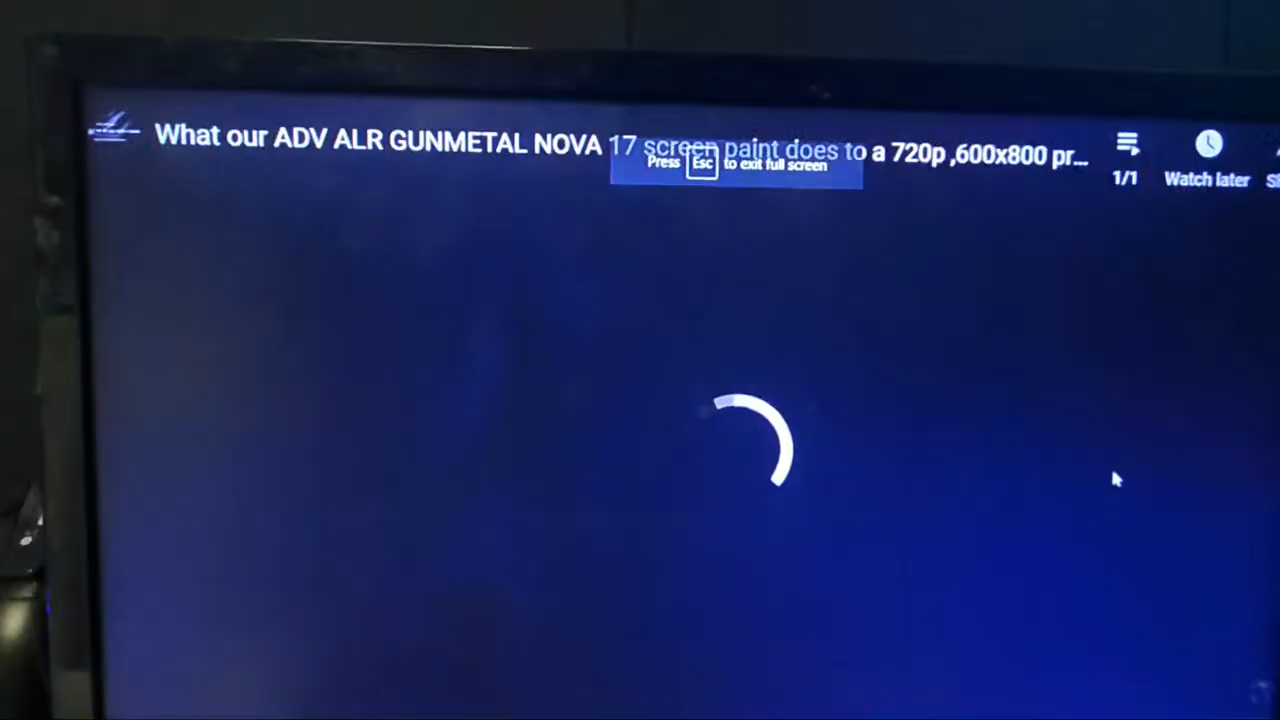 What our ADV ALR GUNMETAL NOVA 17 screen paint does to a 720p ,600x800 pr...
Press Esc to exit full screen
1/1
Watch later